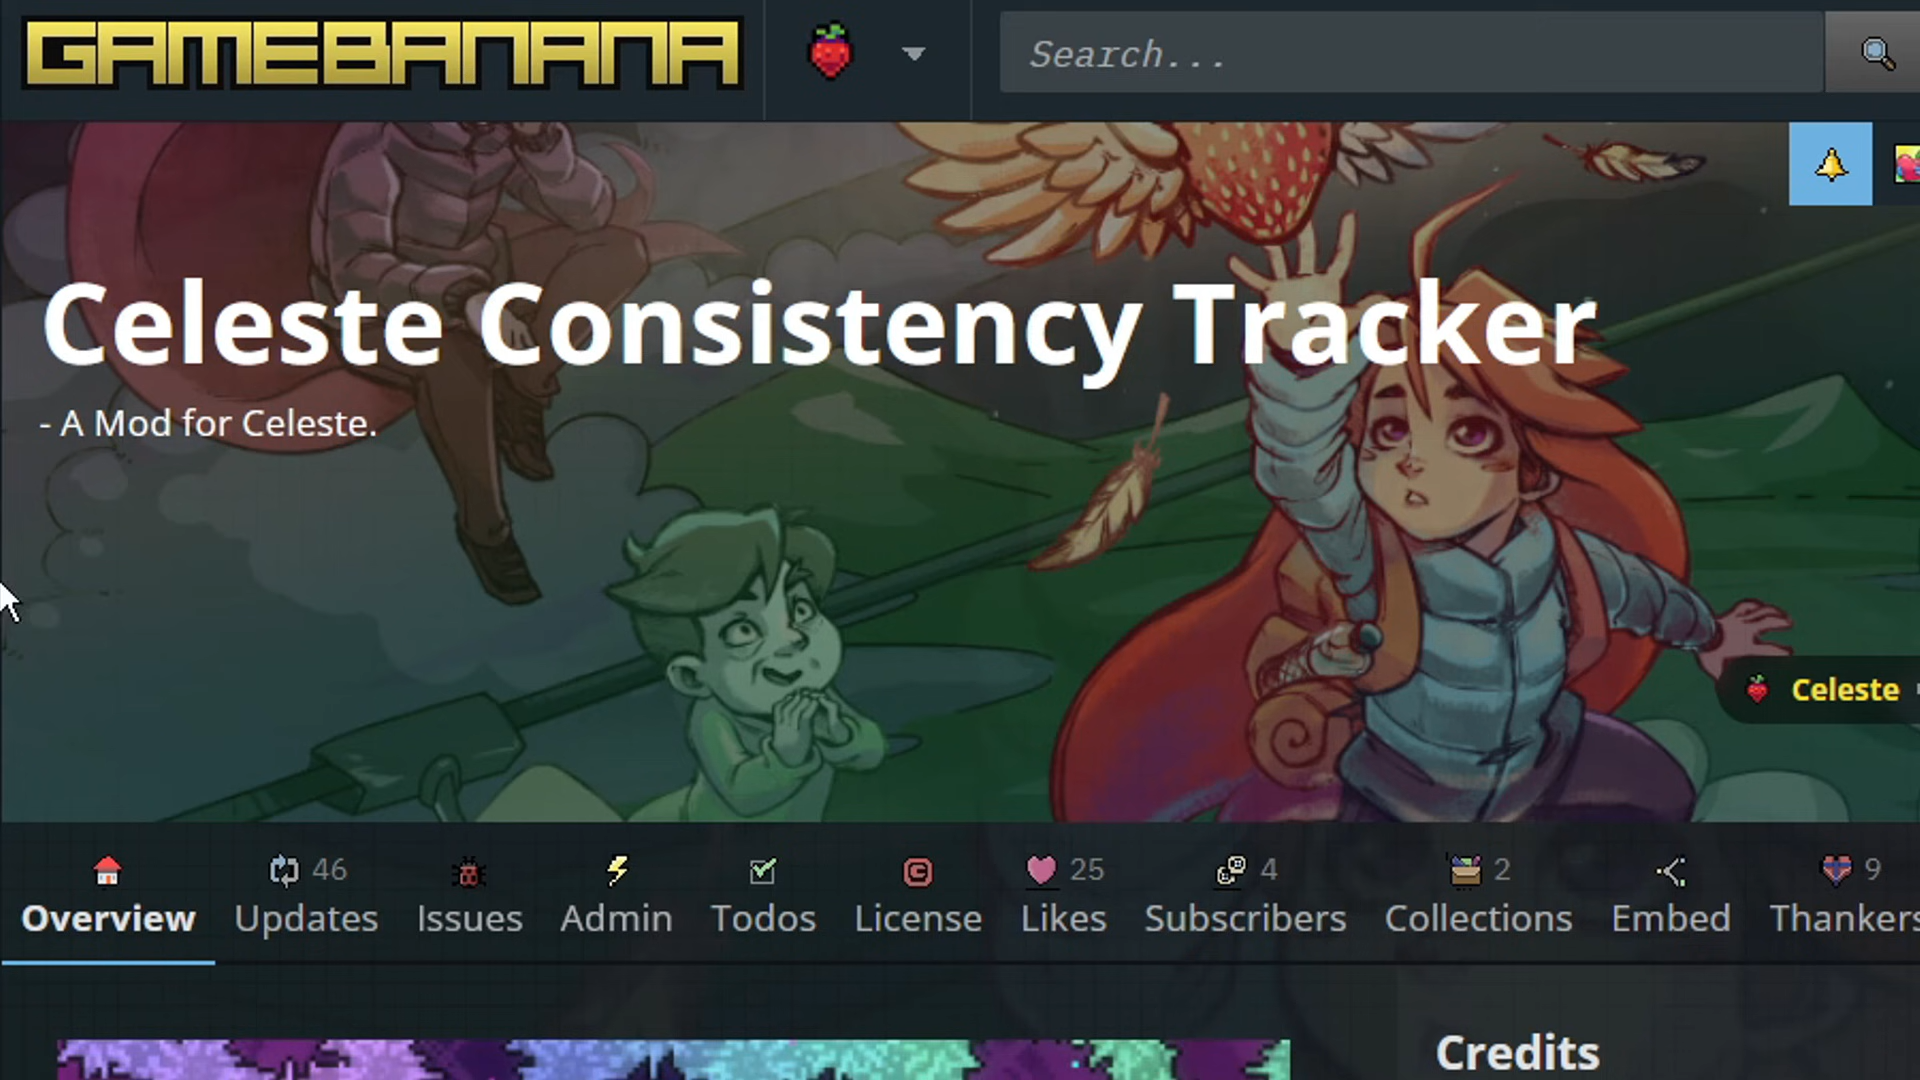 GAMEBANANA
Search...
Celeste Consistency Tracker
- A Mod for Celeste.
Celeste
46 25 4 2 9
Overview Updates Issues Admin Todos License Likes Subscribers Collections Embed Thankers
Credits